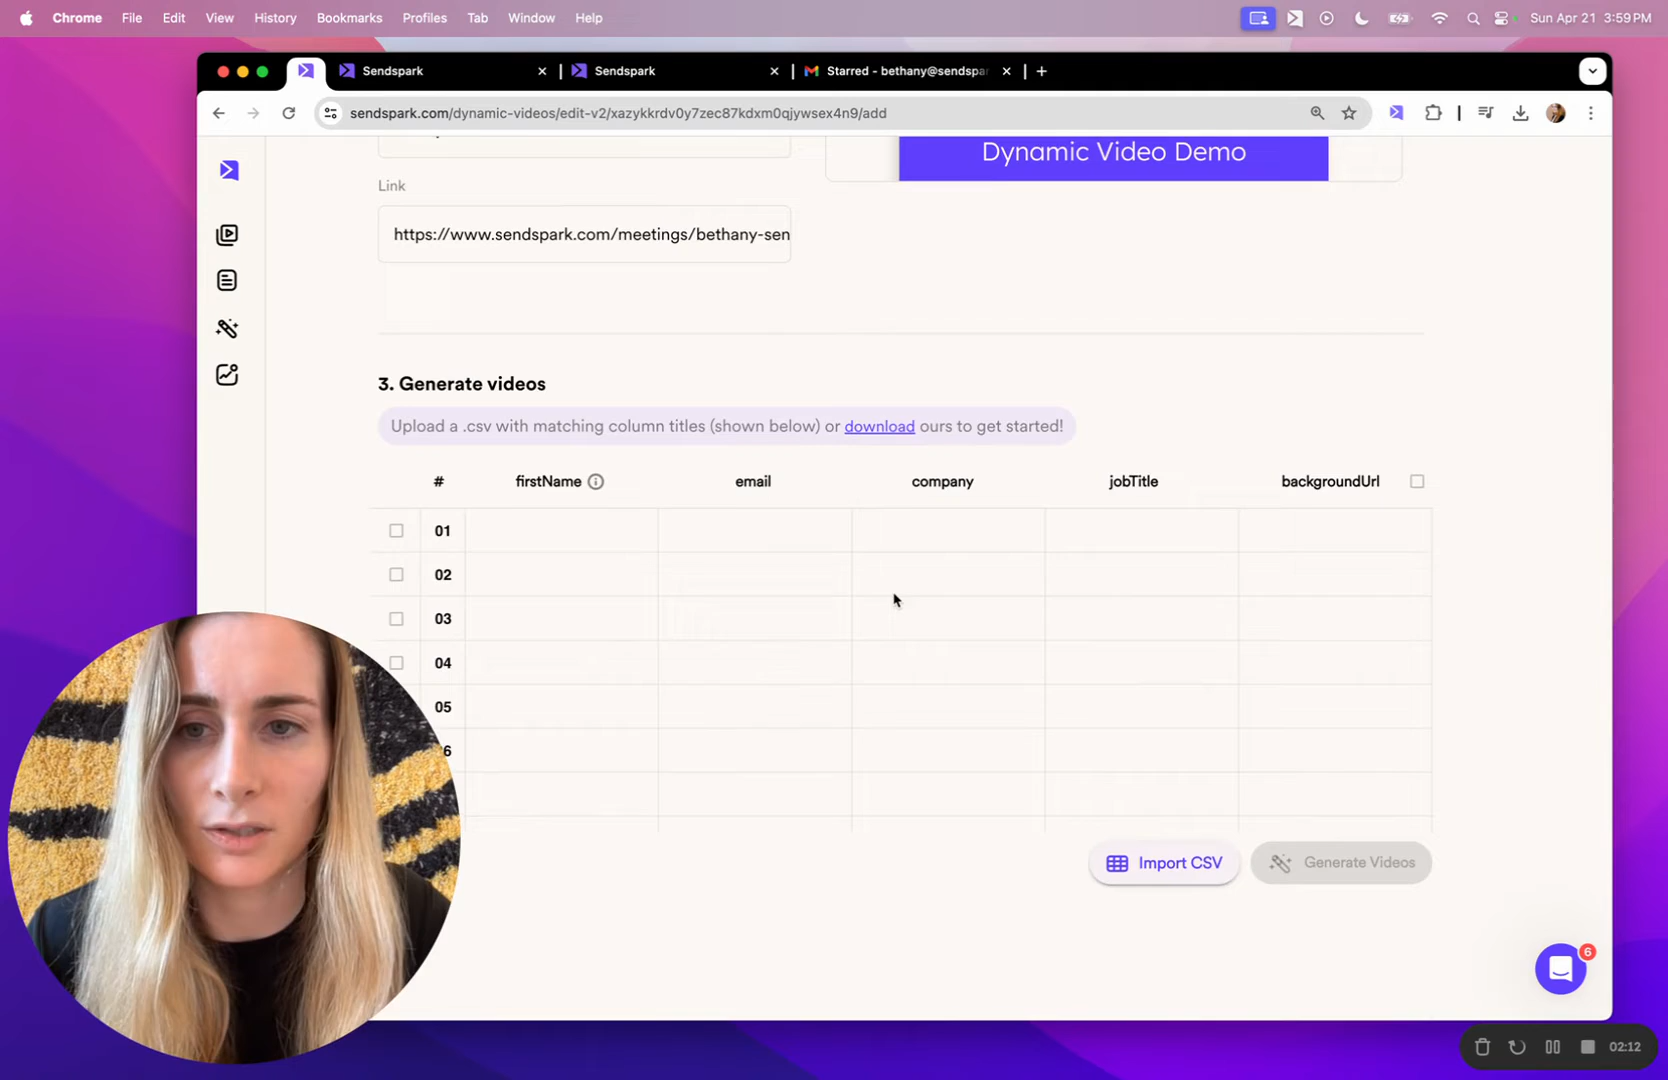 Chrome File Edit View History Bookmarks Profiles Tab Window Help Sun Apr 21 3:59 PM
Sendspark Sendspark Starred - bethany@sendspar
sendspark.com/dynamic-videos/edit-v2/xazykkrdv0y7zec87kdxm0qjywsex4n9/add
Dynamic Video Demo
Link
https://www.sendspark.com/meetings/bethany-sen
3. Generate videos
Upload a .csv with matching column titles (shown below) or download ours to get started!
# firstName email company jobTitle backgroundUrl
01
02
03
04
05
6
Import CSV Generate Videos
6
02:12